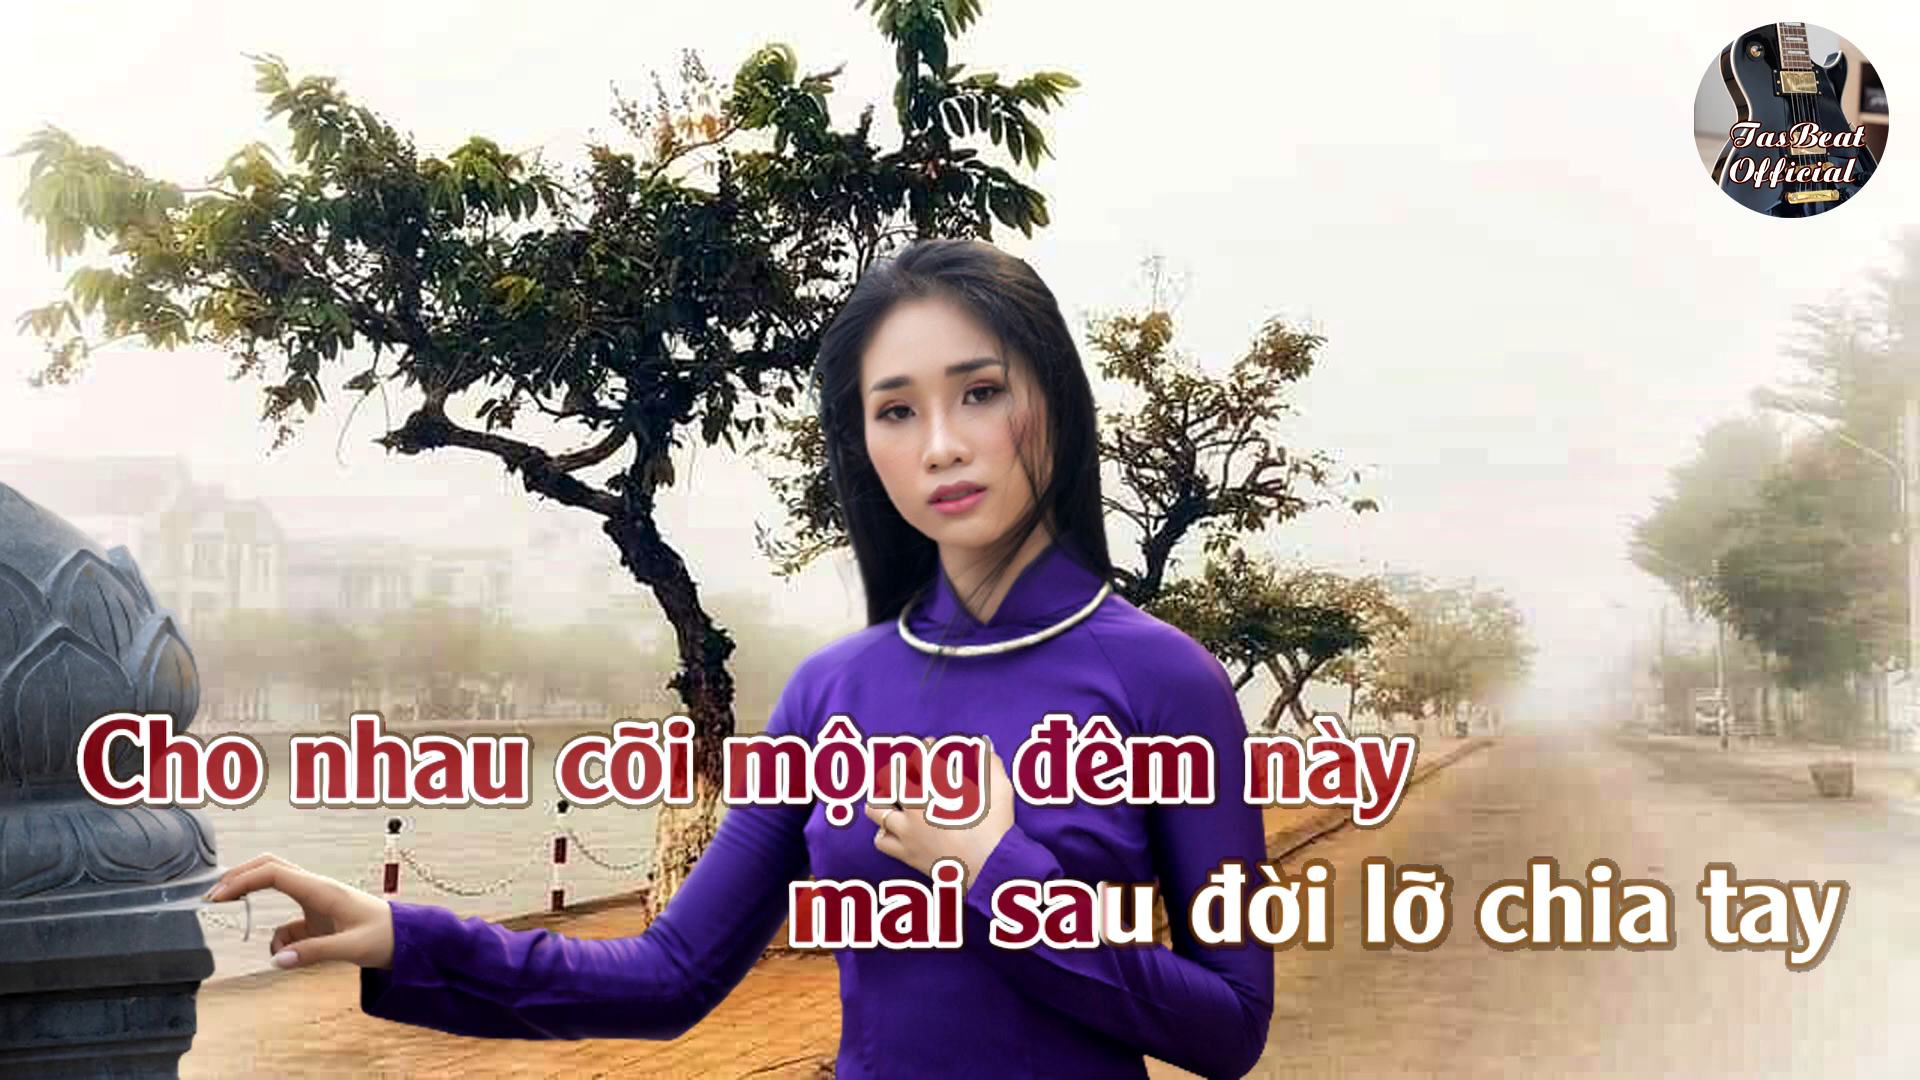 TasBeat
Official
Cho nhau cõi mộng đêm này
mai sau đời lỡ chia tay